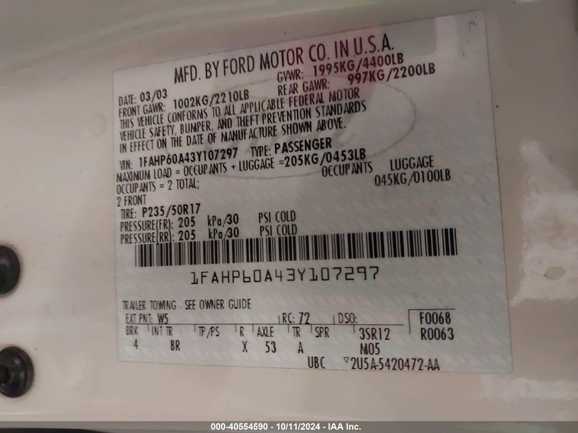 MFD. BY FORD MOTOR CO. IN U.S.A.
DATE: 03/03 GVWR: 1995KG/4400LB
FRONT GAWR: 1002KG/2210LB REAR GAWR: 997KG/2200LB
THIS VEHICLE CONFORMS TO ALL APPLICABLE FEDERAL MOTOR
VEHICLE SAFETY, BUMPER, AND THEFT PREVENTION STANDARDS
IN EFFECT ON THE DATE OF MANUFACTURE SHOWN ABOVE.
VIN: 1FAHP60A43Y107297 TYPE: PASSENGER
MAXIMUM LOAD = OCCUPANTS + LUGGAGE =205KG/0453LB
OCCUPANTS = 2 TOTAL; OCCUPANTS LUGGAGE
2 FRONT 045KG/0100LB
TIRE: P235/50R17
PRESSURE(FR): 205 kPa/30 PSI COLD
PRESSURE(RR): 205 kPa/30 PSI COLD
1FAHP60A43Y107297
TRAILER TOWING - SEE OWNER GUIDE
EXT PNT: W5 RC: 72 DSO: F0068
BRK INT TR TP/PS R AXLE TR SPR 3SR12 R0063
4 BR X 53 A M05
UBC 2U5A-5420472-AA
000-40554590 - 10/11/2024 - IAA Inc.